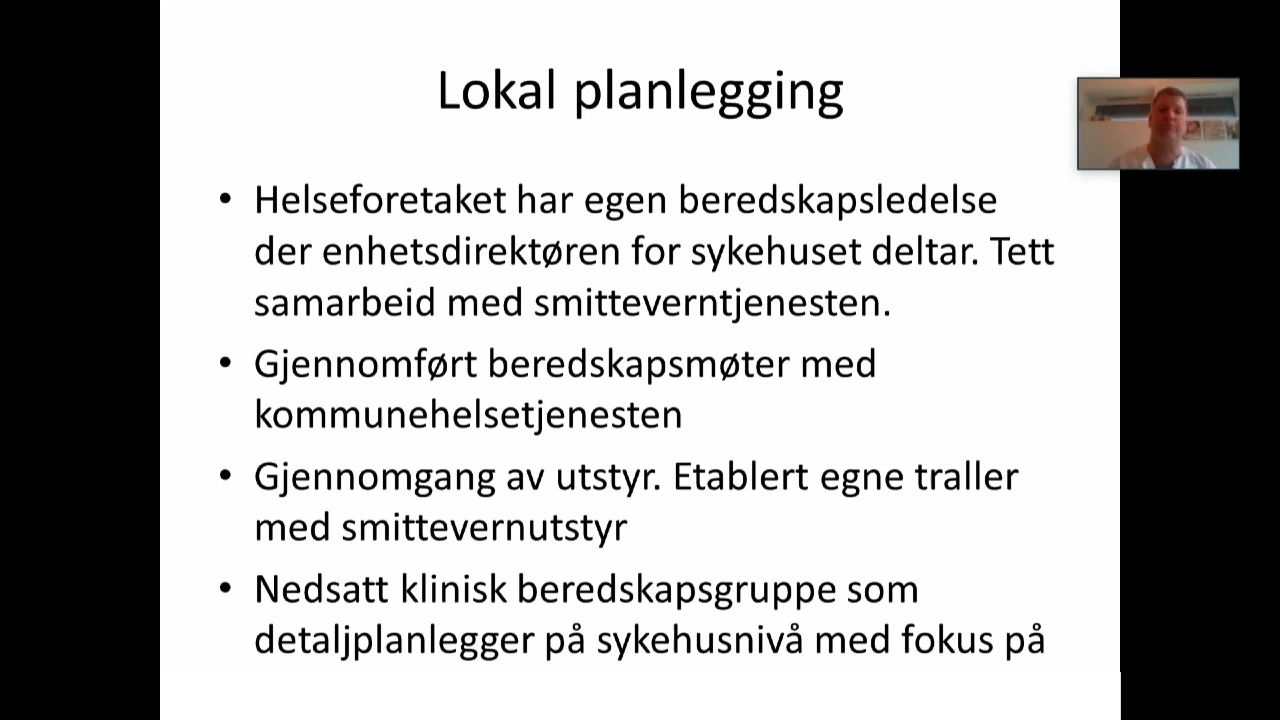 Lokal planlegging
• Helseforetaket har egen beredskapsledelse
der enhetsdirektøren for sykehuset deltar. Tett
samarbeid med smitteverntjenesten.
• Gjennomført beredskapsmøter med
kommunehelsetjenesten
• Gjennomgang av utstyr. Etablert egne traller
med smittevernutstyr
• Nedsatt klinisk beredskapsgruppe som
detaljplanlegger på sykehusnivå med fokus på